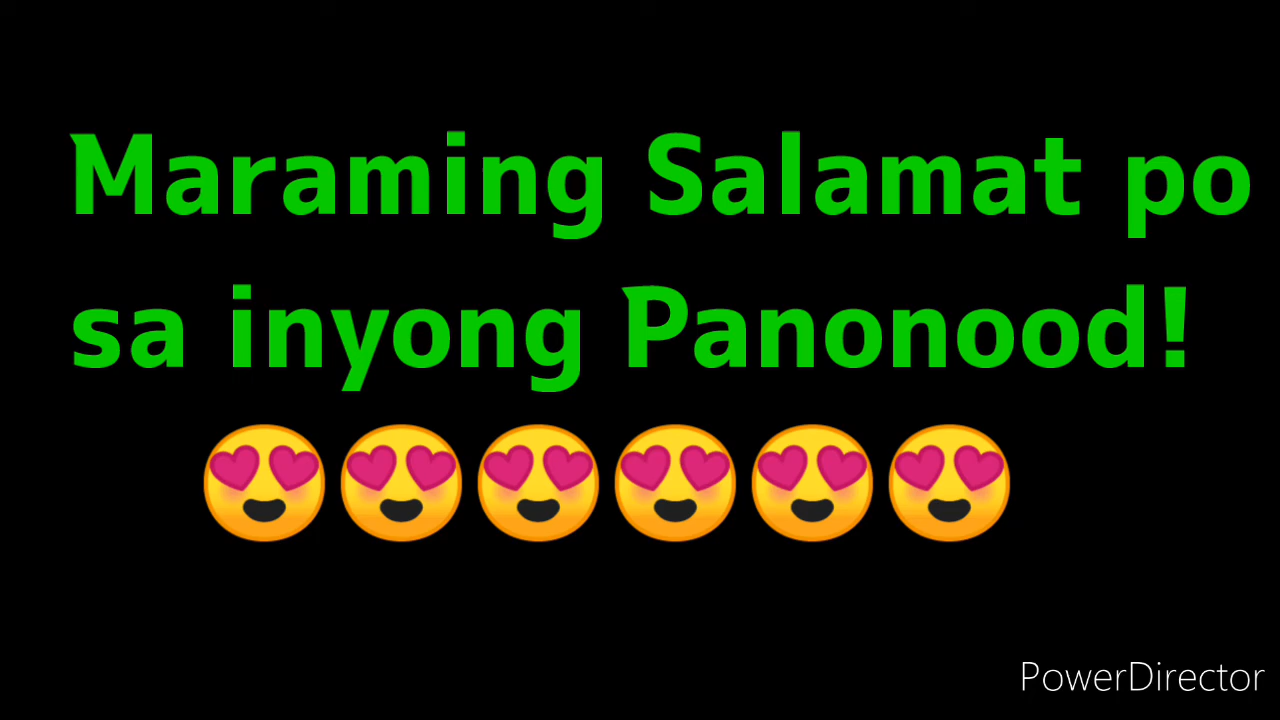 Maraming Salamat po
sa inyong Panonood!
😍😍😍😍😍😍
PowerDirector